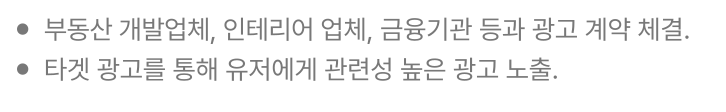 ● 부동산 개발업체, 인테리어 업체, 금융기관 등과 광고 계약 체결.
● 타겟 광고를 통해 유저에게 관련성 높은 광고 노출.